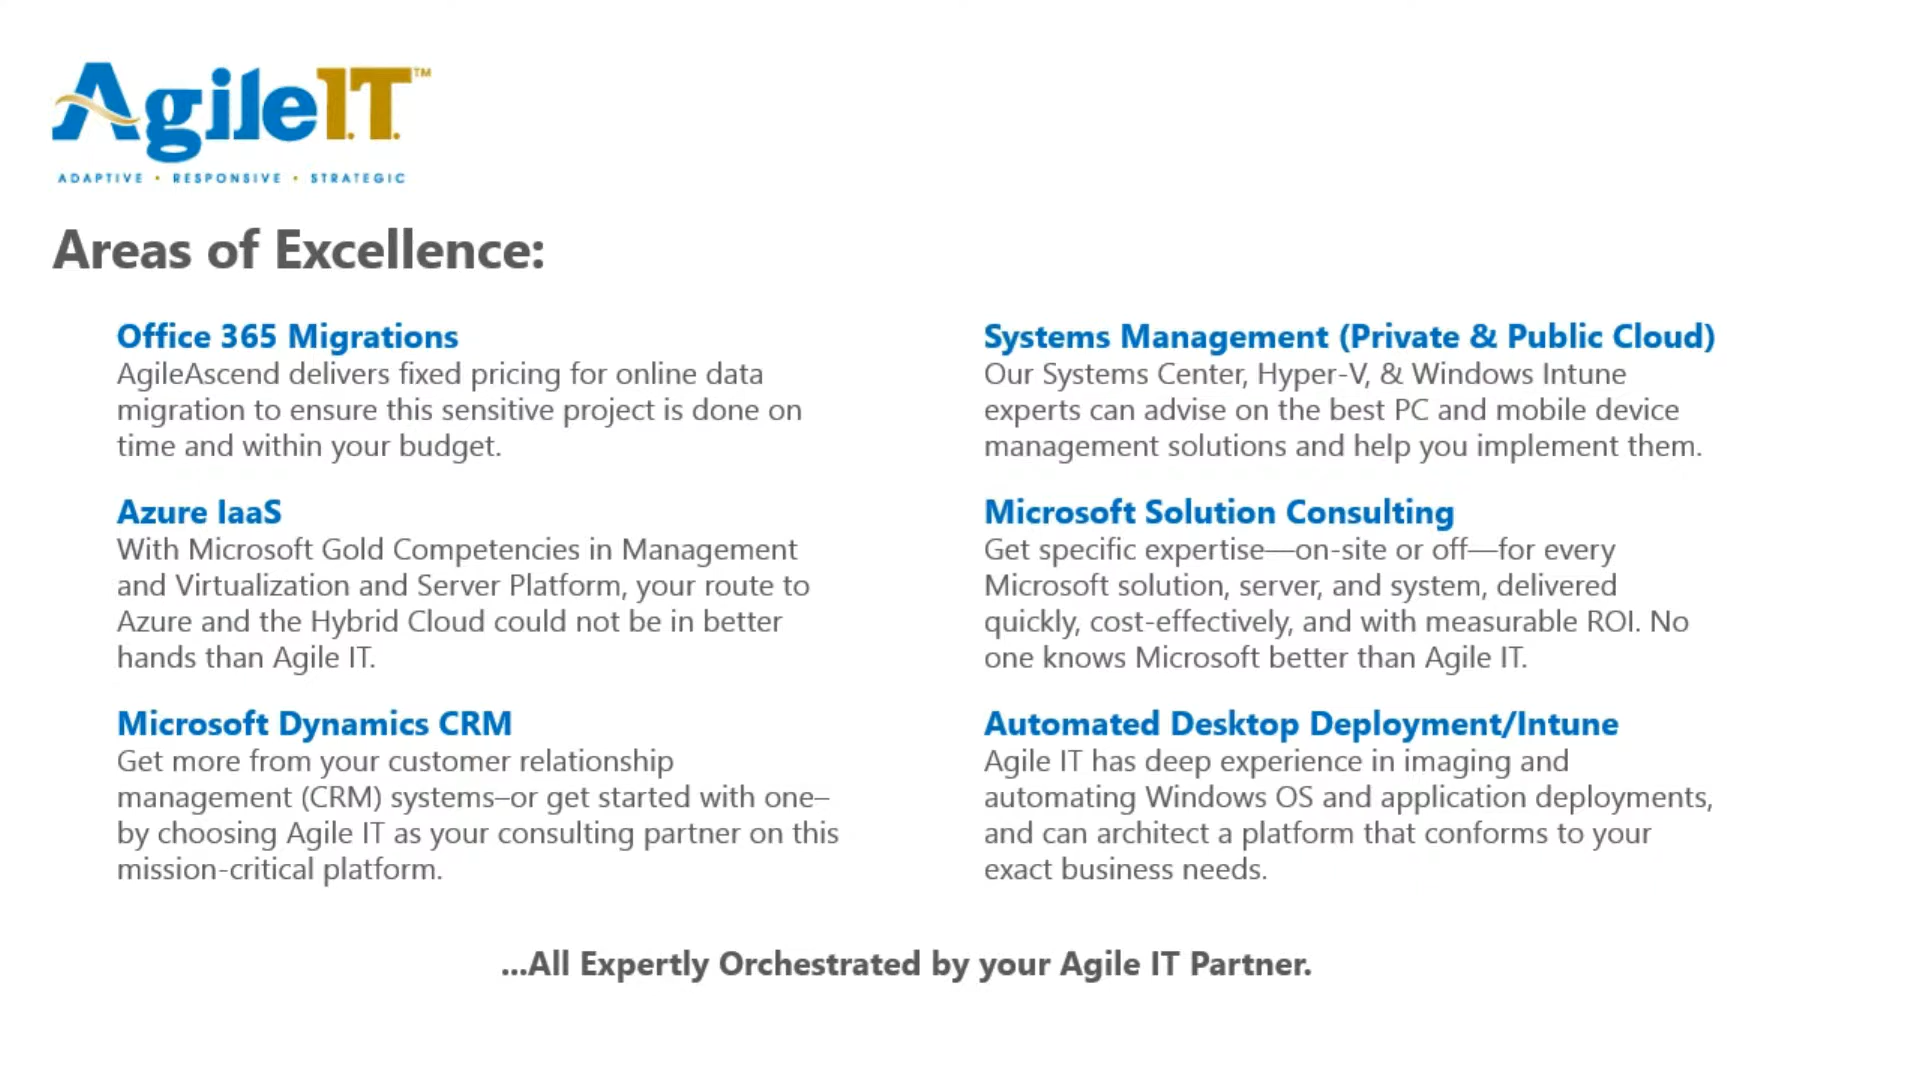 AgileI.T.™
ADAPTIVE • RESPONSIVE • STRATEGIC
Areas of Excellence:
Office 365 Migrations
AgileAscend delivers fixed pricing for online data
migration to ensure this sensitive project is done on
time and within your budget.
Azure IaaS
With Microsoft Gold Competencies in Management
and Virtualization and Server Platform, your route to
Azure and the Hybrid Cloud could not be in better
hands than Agile IT.
Microsoft Dynamics CRM
Get more from your customer relationship
management (CRM) systems–or get started with one–
by choosing Agile IT as your consulting partner on this
mission-critical platform.
Systems Management (Private & Public Cloud)
Our Systems Center, Hyper-V, & Windows Intune
experts can advise on the best PC and mobile device
management solutions and help you implement them.
Microsoft Solution Consulting
Get specific expertise—on-site or off—for every
Microsoft solution, server, and system, delivered
quickly, cost-effectively, and with measurable ROI. No
one knows Microsoft better than Agile IT.
Automated Desktop Deployment/Intune
Agile IT has deep experience in imaging and
automating Windows OS and application deployments,
and can architect a platform that conforms to your
exact business needs.
...All Expertly Orchestrated by your Agile IT Partner.